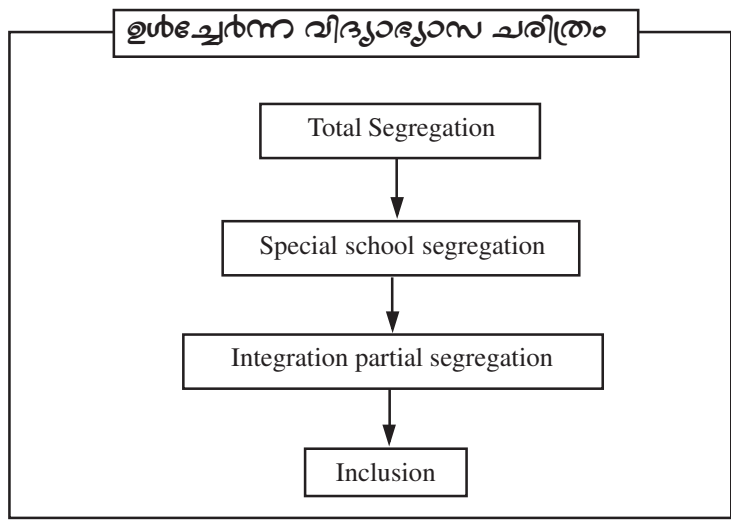 ഉൾച്ചേർന്ന വിദ്യാഭ്യാസ ചരിത്രം
Total Segregation
Special school segregation
Integration partial segregation
Inclusion